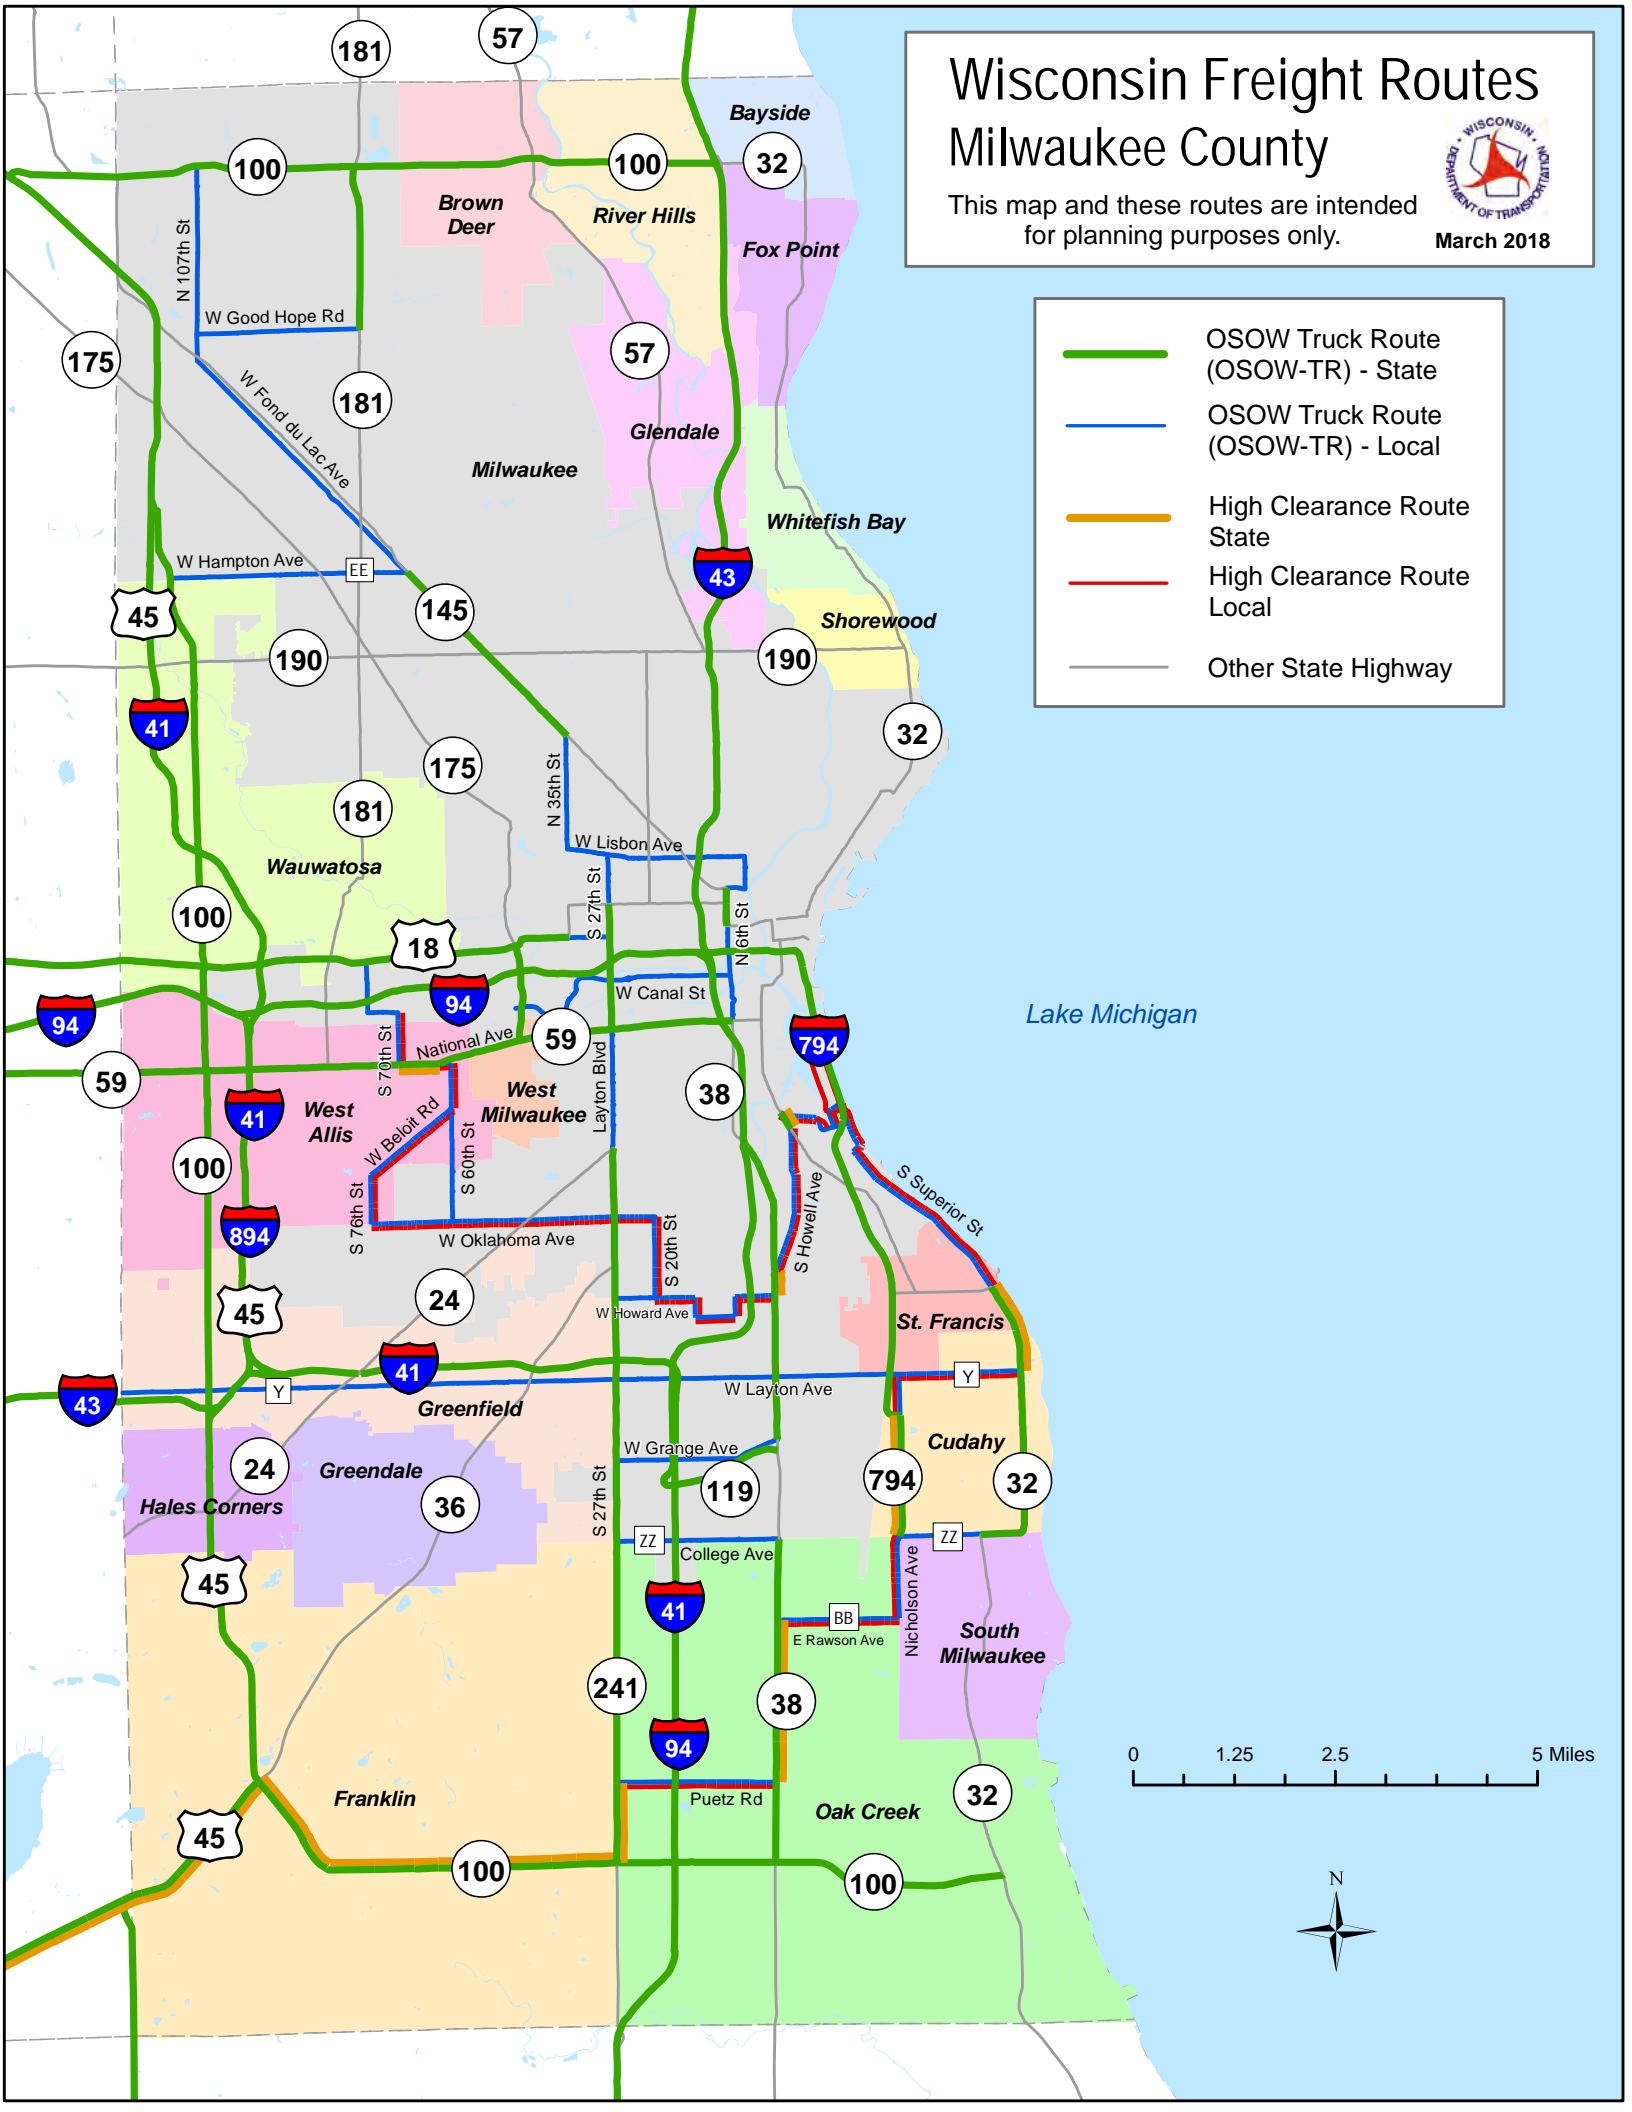 Wisconsin Freight Routes
Milwaukee County
This map and these routes are intended
for planning purposes only.
WISCONSIN
DEPARTMENT OF TRANSPORTATION
March 2018
OSOW Truck Route
(OSOW-TR) - State
OSOW Truck Route
(OSOW-TR) - Local
High Clearance Route
State
High Clearance Route
Local
Other State Highway
181
57
Bayside
32
100
100
Brown
Deer
River Hills
Fox Point
N 107th St
W Good Hope Rd
175
57
W Fond du Lac Ave
181
Glendale
Milwaukee
Whitefish Bay
W Hampton Ave
EE
43
45
145
Shorewood
190
190
41
32
175
N 35th St
181
W Lisbon Ave
Wauwatosa
S 27th St
100
18
N 6th St
94
94
W Canal St
Lake Michigan
59
794
S 70th St
National Ave
59
38
Layton Blvd
West
Milwaukee
West
Allis
41
W Beloit Rd
100
S 60th St
S Superior St
S 76th St
894
W Oklahoma Ave
S 20th St
S Howell Ave
45
24
W Howard Ave
St. Francis
41
43
Y
Y
W Layton Ave
Greenfield
W Grange Ave
Cudahy
24
Greendale
794
32
119
Hales Corners
36
S 27th St
ZZ
ZZ
College Ave
45
Nicholson Ave
41
BB
E Rawson Ave
South
Milwaukee
241
38
94
0
1.25
2.5
5 Miles
Franklin
Puetz Rd
32
Oak Creek
45
100
100
N